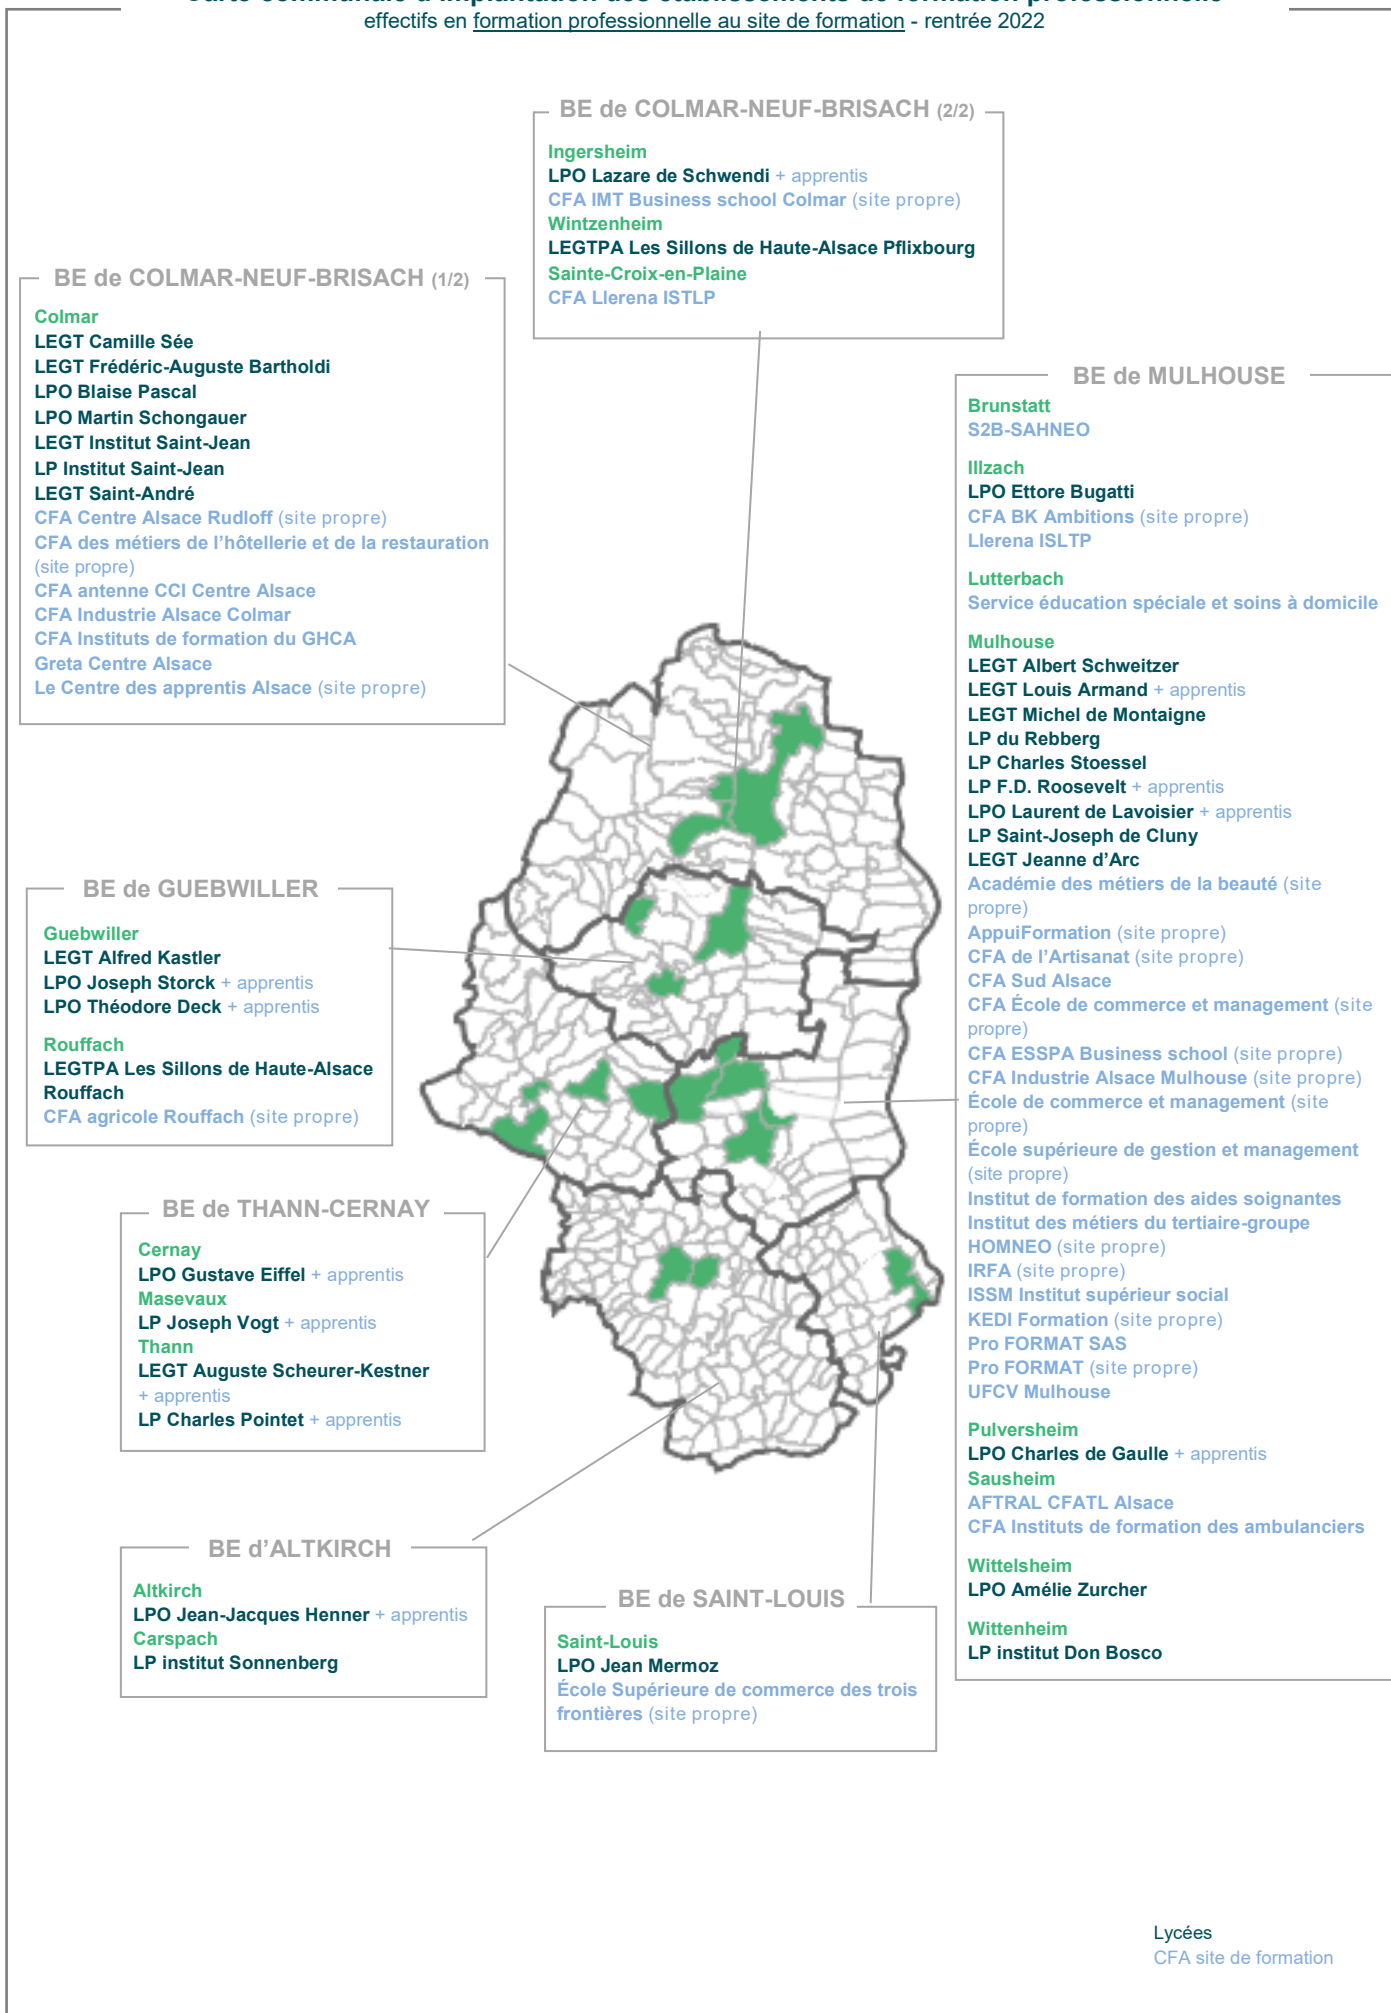 Carte communale d'implantation des établissements de formation professionnelle
effectifs en formation professionnelle au site de formation - rentrée 2022
BE de COLMAR-NEUF-BRISACH (2/2)
Ingersheim
LPO Lazare de Schwendi + apprentis
CFA IMT Business school Colmar (site propre)
Wintzenheim
LEGTPA Les Sillons de Haute-Alsace Pflixbourg
Sainte-Croix-en-Plaine
CFA Llerena ISTLP
BE de COLMAR-NEUF-BRISACH (1/2)
Colmar
LEGT Camille Sée
LEGT Frédéric-Auguste Bartholdi
LPO Blaise Pascal
LPO Martin Schongauer
LEGT Institut Saint-Jean
LP Institut Saint-Jean
LEGT Saint-André
CFA Centre Alsace Rudloff (site propre)
CFA des métiers de l'hôtellerie et de la restauration
(site propre)
CFA antenne CCI Centre Alsace
CFA Industrie Alsace Colmar
CFA Instituts de formation du GHCA
Greta Centre Alsace
Le Centre des apprentis Alsace (site propre)
BE de MULHOUSE
Brunstatt
S2B-SAHNEO
Illzach
LPO Ettore Bugatti
CFA BK Ambitions (site propre)
Llerena ISLTP
Lutterbach
Service éducation spéciale et soins à domicile
Mulhouse
LEGT Albert Schweitzer
LEGT Louis Armand + apprentis
LEGT Michel de Montaigne
LP du Rebberg
LP Charles Stoessel
LP F.D. Roosevelt + apprentis
LPO Laurent de Lavoisier + apprentis
LP Saint-Joseph de Cluny
LEGT Jeanne d'Arc
Académie des métiers de la beauté (site
propre)
AppuiFormation (site propre)
CFA de l'Artisanat (site propre)
CFA Sud Alsace
CFA École de commerce et management (site
propre)
CFA ESSPA Business school (site propre)
CFA Industrie Alsace Mulhouse (site propre)
École de commerce et management (site
propre)
École supérieure de gestion et management
(site propre)
Institut de formation des aides soignantes
Institut des métiers du tertiaire-groupe
HOMNEO (site propre)
IRFA (site propre)
ISSM Institut supérieur social
KEDI Formation (site propre)
Pro FORMAT SAS
Pro FORMAT (site propre)
UFCV Mulhouse
Pulversheim
LPO Charles de Gaulle + apprentis
Sausheim
AFTRAL CFATL Alsace
CFA Instituts de formation des ambulanciers
Wittelsheim
LPO Amélie Zurcher
Wittenheim
LP institut Don Bosco
BE de GUEBWILLER
Guebwiller
LEGT Alfred Kastler
LPO Joseph Storck + apprentis
LPO Théodore Deck + apprentis
Rouffach
LEGTPA Les Sillons de Haute-Alsace
Rouffach
CFA agricole Rouffach (site propre)
BE de THANN-CERNAY
Cernay
LPO Gustave Eiffel + apprentis
Masevaux
LP Joseph Vogt + apprentis
Thann
LEGT Auguste Scheurer-Kestner
+ apprentis
LP Charles Pointet + apprentis
BE d'ALTKIRCH
Altkirch
LPO Jean-Jacques Henner + apprentis
Carspach
LP institut Sonnenberg
BE de SAINT-LOUIS
Saint-Louis
LPO Jean Mermoz
École Supérieure de commerce des trois
frontières (site propre)
Lycées
CFA site de formation